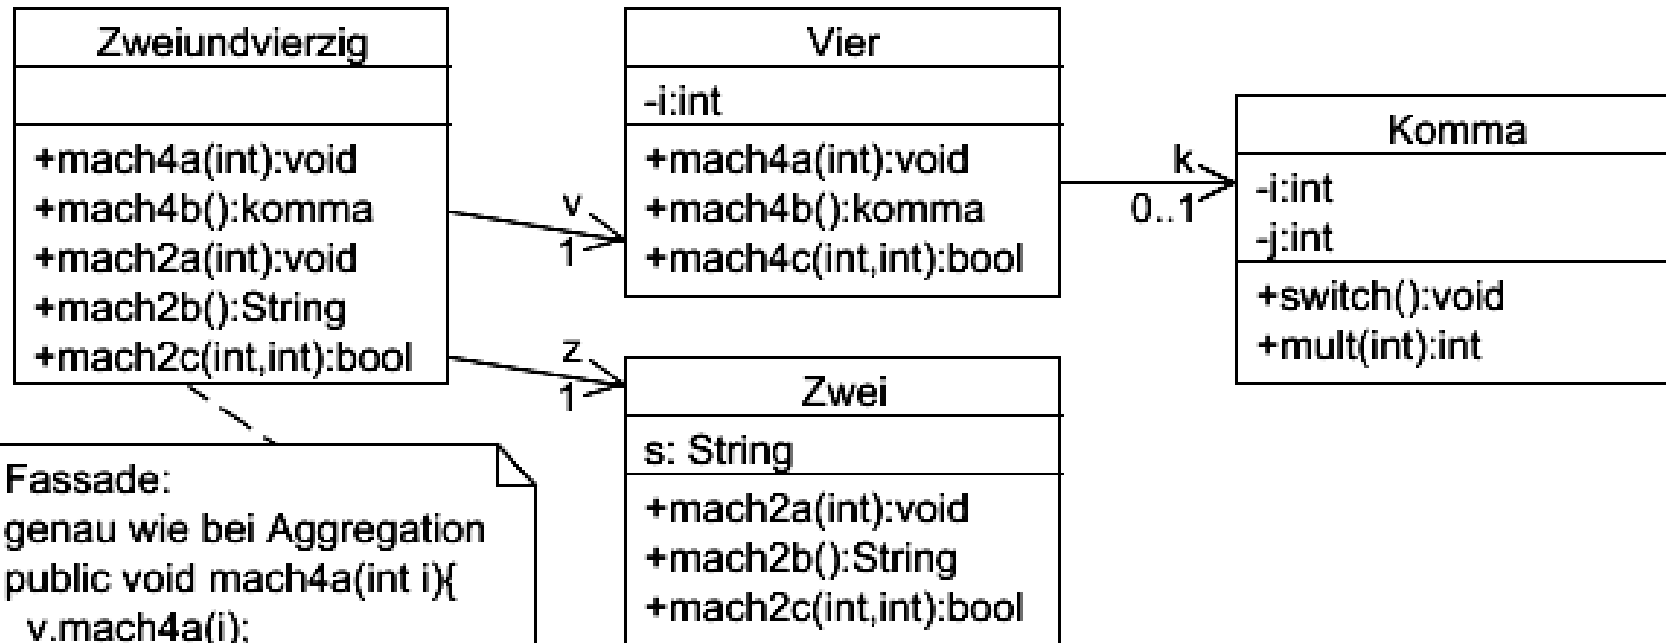 Zweiundvierzig
+mach4a(int):void
+mach4b():komma
+mach2a(int):void
+mach2b():String
+mach2c(int,int):bool
v
1
z
1
Vier
-i:int
+mach4a(int):void
+mach4b():komma
+mach4c(int,int):bool
k
0..1
Komma
-i:int
-j:int
+switch():void
+mult(int):int
Zwei
s: String
+mach2a(int):void
+mach2b():String
+mach2c(int,int):bool
Fassade:
genau wie bei Aggregation
public void mach4a(int i){
v.mach4a(i);